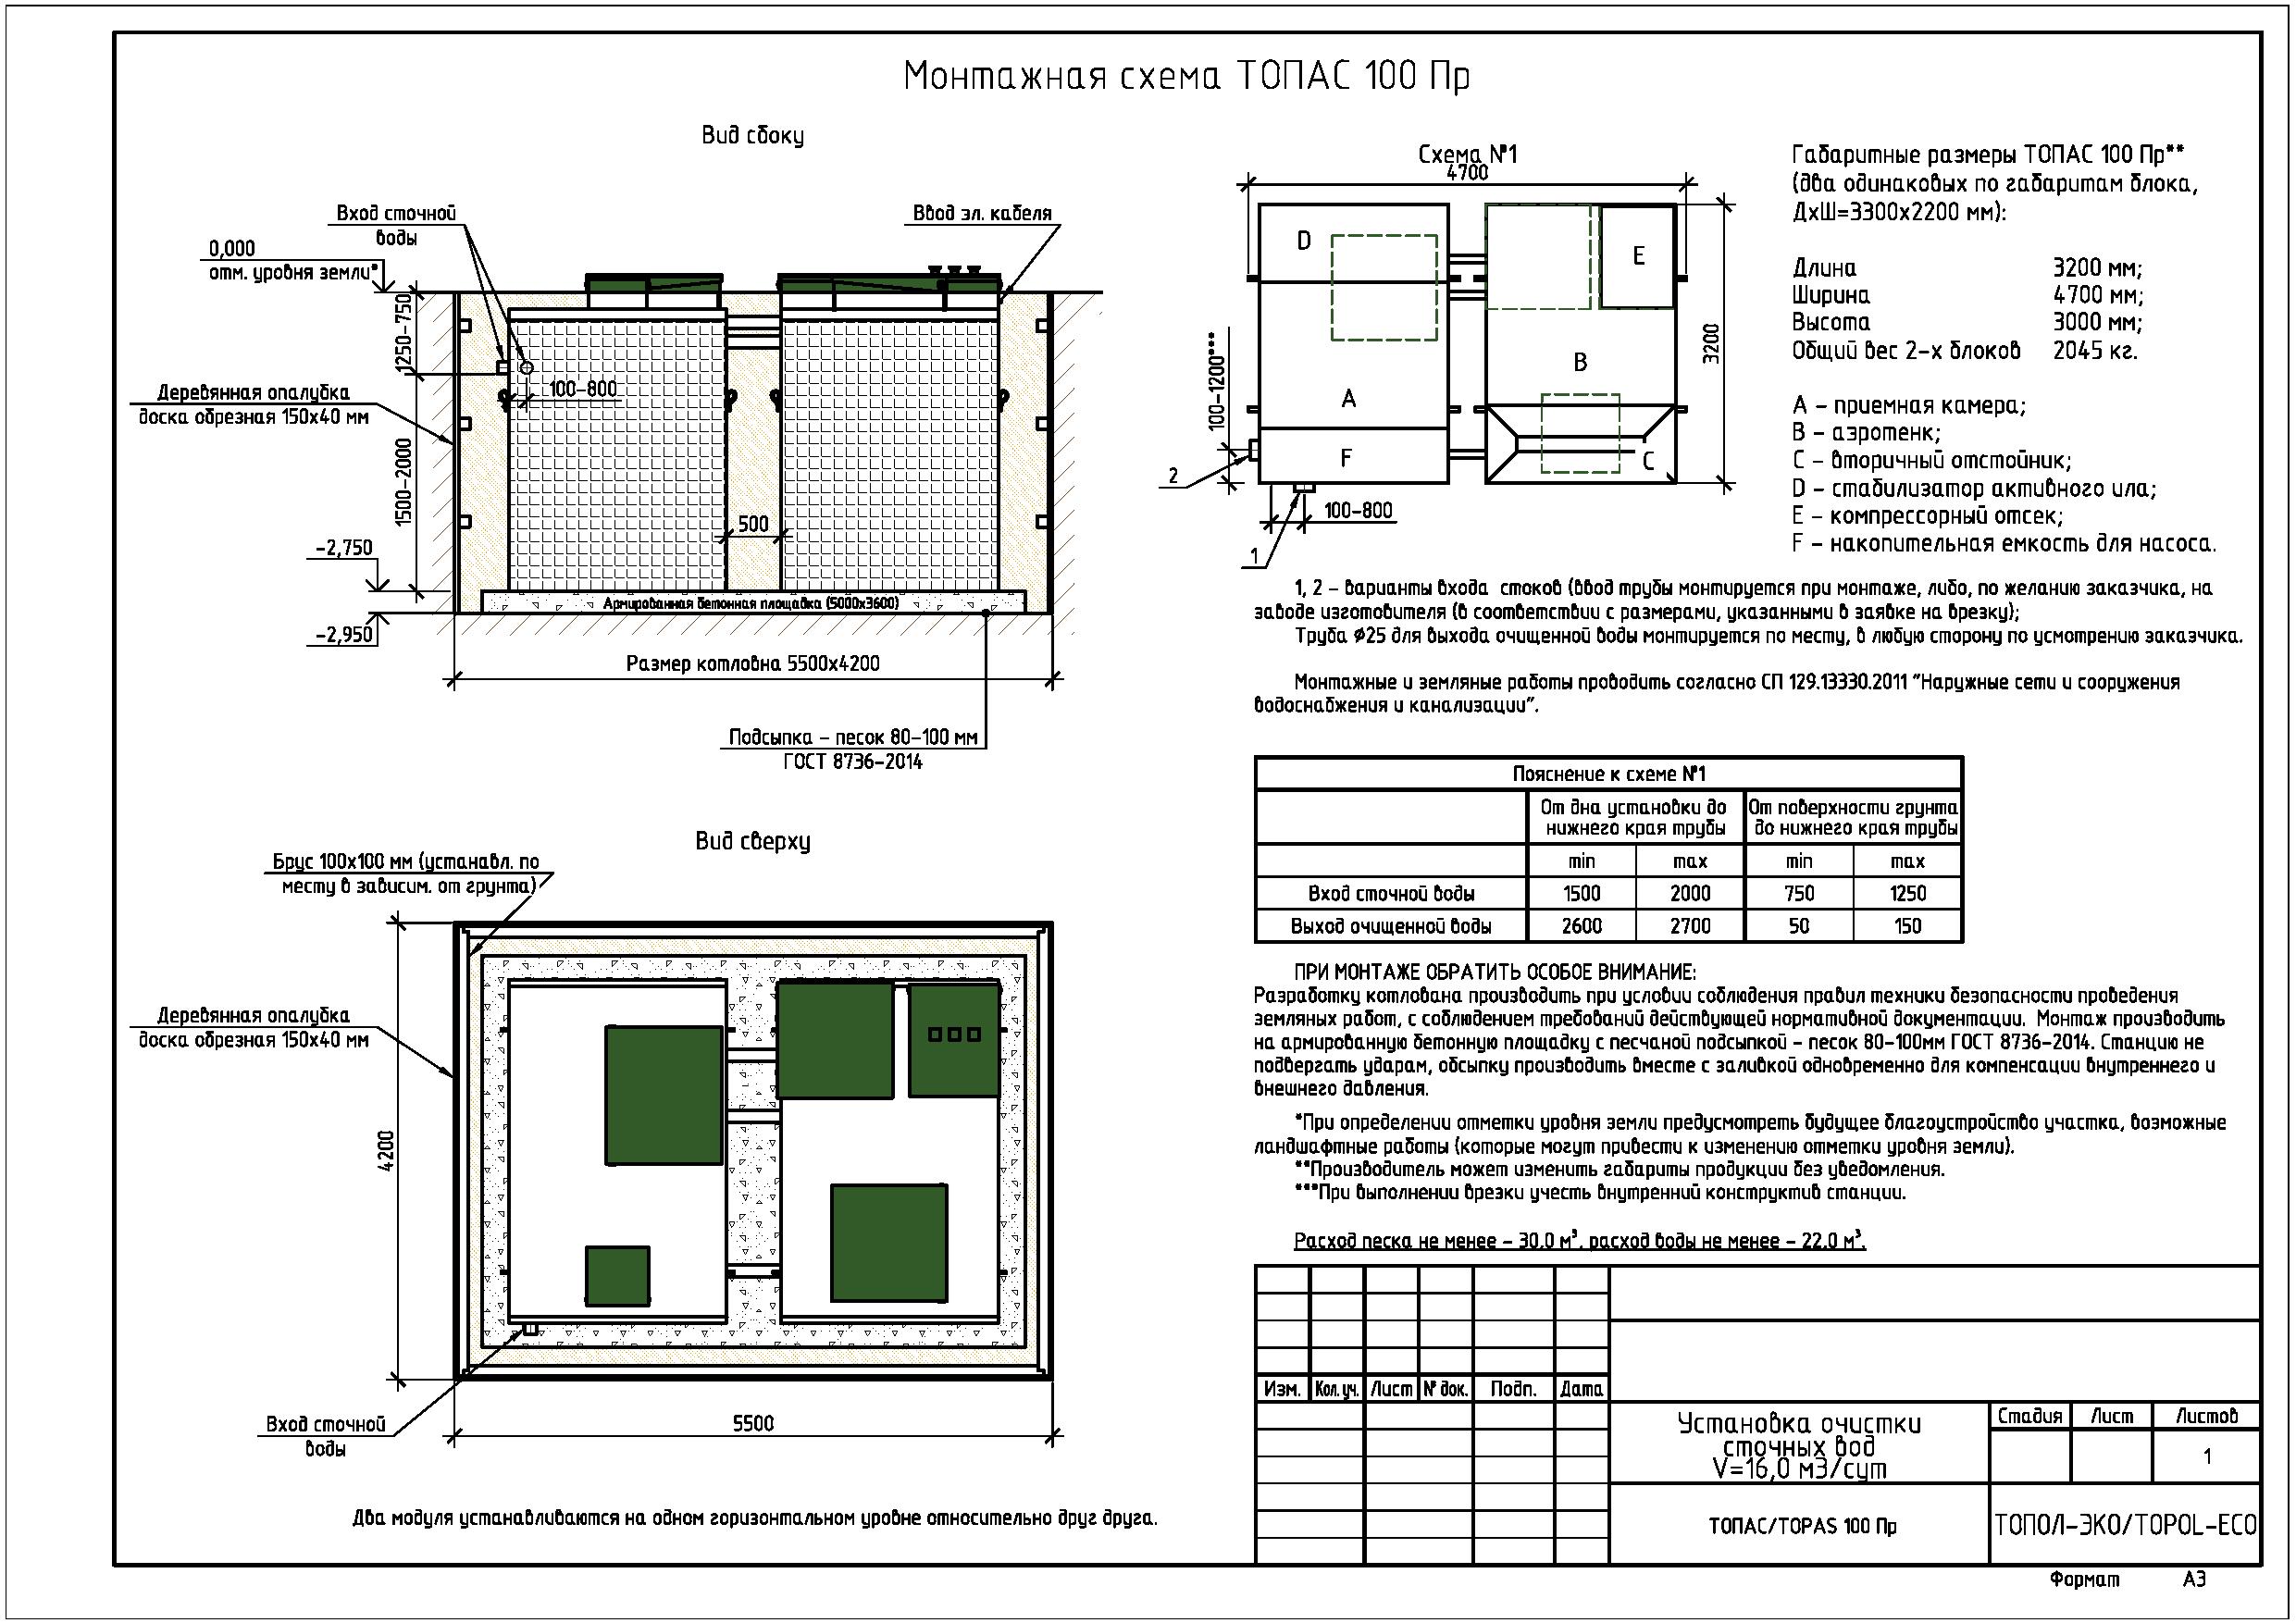 Монтажная схема ТОПАС 100 Пр
Вид сбоку
Вход сточной
воды
Ввод эл. кабеля
0,000
отм. уровня земли*
1250-750
100-800
Деревянная опалубка
доска обрезная 150х40 мм
1500-2000
500
-2,750
Армированная бетонная площадка (5000х3600)
-2,950
Размер котловна 5500х4200
Подсыпка - песок 80-100 мм
ГОСТ 8736-2014
Вид сверху
Брус 100х100 мм (устанавл. по
месту в зависим. от грунта)
Деревянная опалубка
доска обрезная 150х40 мм
4200
Вход сточной
воды
5500
Два модуля устанавливаются на одном горизонтальном уровне относительно друг друга.
Схема №1
4700
D
E
3200
100-1200***
B
A
F
C
2
100-800
1
Габаритные размеры ТОПАС 100 Пр**
(два одинаковых по габаритам блока,
ДхШ=3300х2200 мм):
Длина 3200 мм;
Ширина 4700 мм;
Высота 3000 мм;
Общий вес 2-х блоков 2045 кг.
A - приемная камера;
B - аэротенк;
C - вторичный отстойник;
D - стабилизатор активного ила;
E - компрессорный отсек;
F - накопительная емкость для насоса.
1, 2 - варианты входа стоков (ввод трубы монтируется при монтаже, либо, по желанию заказчика, на
заводе изготовителя (в соответствии с размерами, указанными в заявке на врезку);
Труба Ø25 для выхода очищенной воды монтируется по месту, в любую сторону по усмотрению заказчика.
Монтажные и земляные работы проводить согласно СП 129.13330.2011 "Наружные сети и сооружения
водоснабжения и канализации".
Пояснение к схеме №1
От дна установки до От поверхности грунта
нижнего края трубы до нижнего края трубы
min max min max
Вход сточной воды 1500 2000 750 1250
Выход очищенной воды 2600 2700 50 150
ПРИ МОНТАЖЕ ОБРАТИТЬ ОСОБОЕ ВНИМАНИЕ:
Разработку котлована производить при условии соблюдения правил техники безопасности проведения
земляных работ, с соблюдением требований действующей нормативной документации. Монтаж производить
на армированную бетонную площадку с песчаной подсыпкой - песок 80-100мм ГОСТ 8736-2014. Станцию не
подвергать ударам, обсыпку производить вместе с заливкой одновременно для компенсации внутреннего и
внешнего давления.
*При определении отметки уровня земли предусмотреть будущее благоустройство участка, возможные
ландшафтные работы (которые могут привести к изменению отметки уровня земли).
**Производитель может изменить габариты продукции без уведомления.
***При выполнении врезки учесть внутренний конструктив станции.
Расход песка не менее - 30,0 м³, расход воды не менее - 22,0 м³.
Изм. Кол.уч. Лист № док. Подп. Дата
Установка очистки
сточных вод
V=16,0 м3/сут
Стадия Лист Листов
1
ТОПАС/TOPAS 100 Пр
ТОПОЛ-ЭКО/TOPOL-ECO
Формат А3